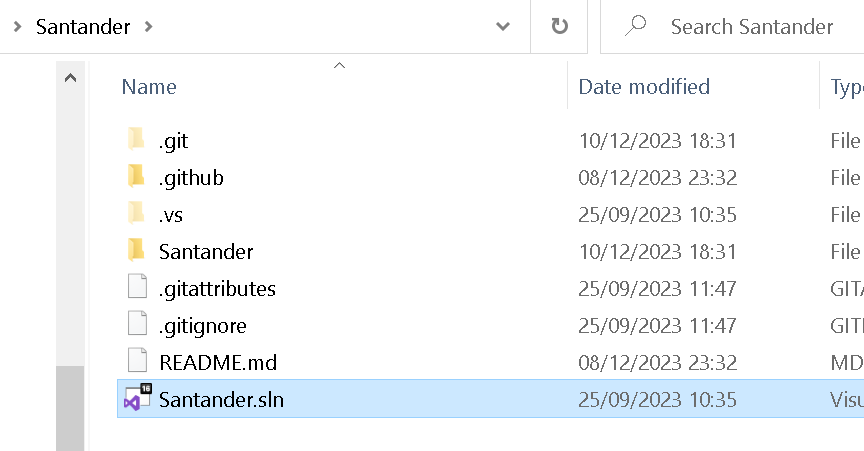 Santander
Search Santander
Name Date modified Typ
.git 10/12/2023 18:31 File
.github 08/12/2023 23:32 File
.vs 25/09/2023 10:35 File
Santander 10/12/2023 18:31 File
.gitattributes 25/09/2023 11:47 GITA
.gitignore 25/09/2023 11:47 GITI
README.md 08/12/2023 23:32 MD
16
Santander.sln 25/09/2023 10:35 Visu